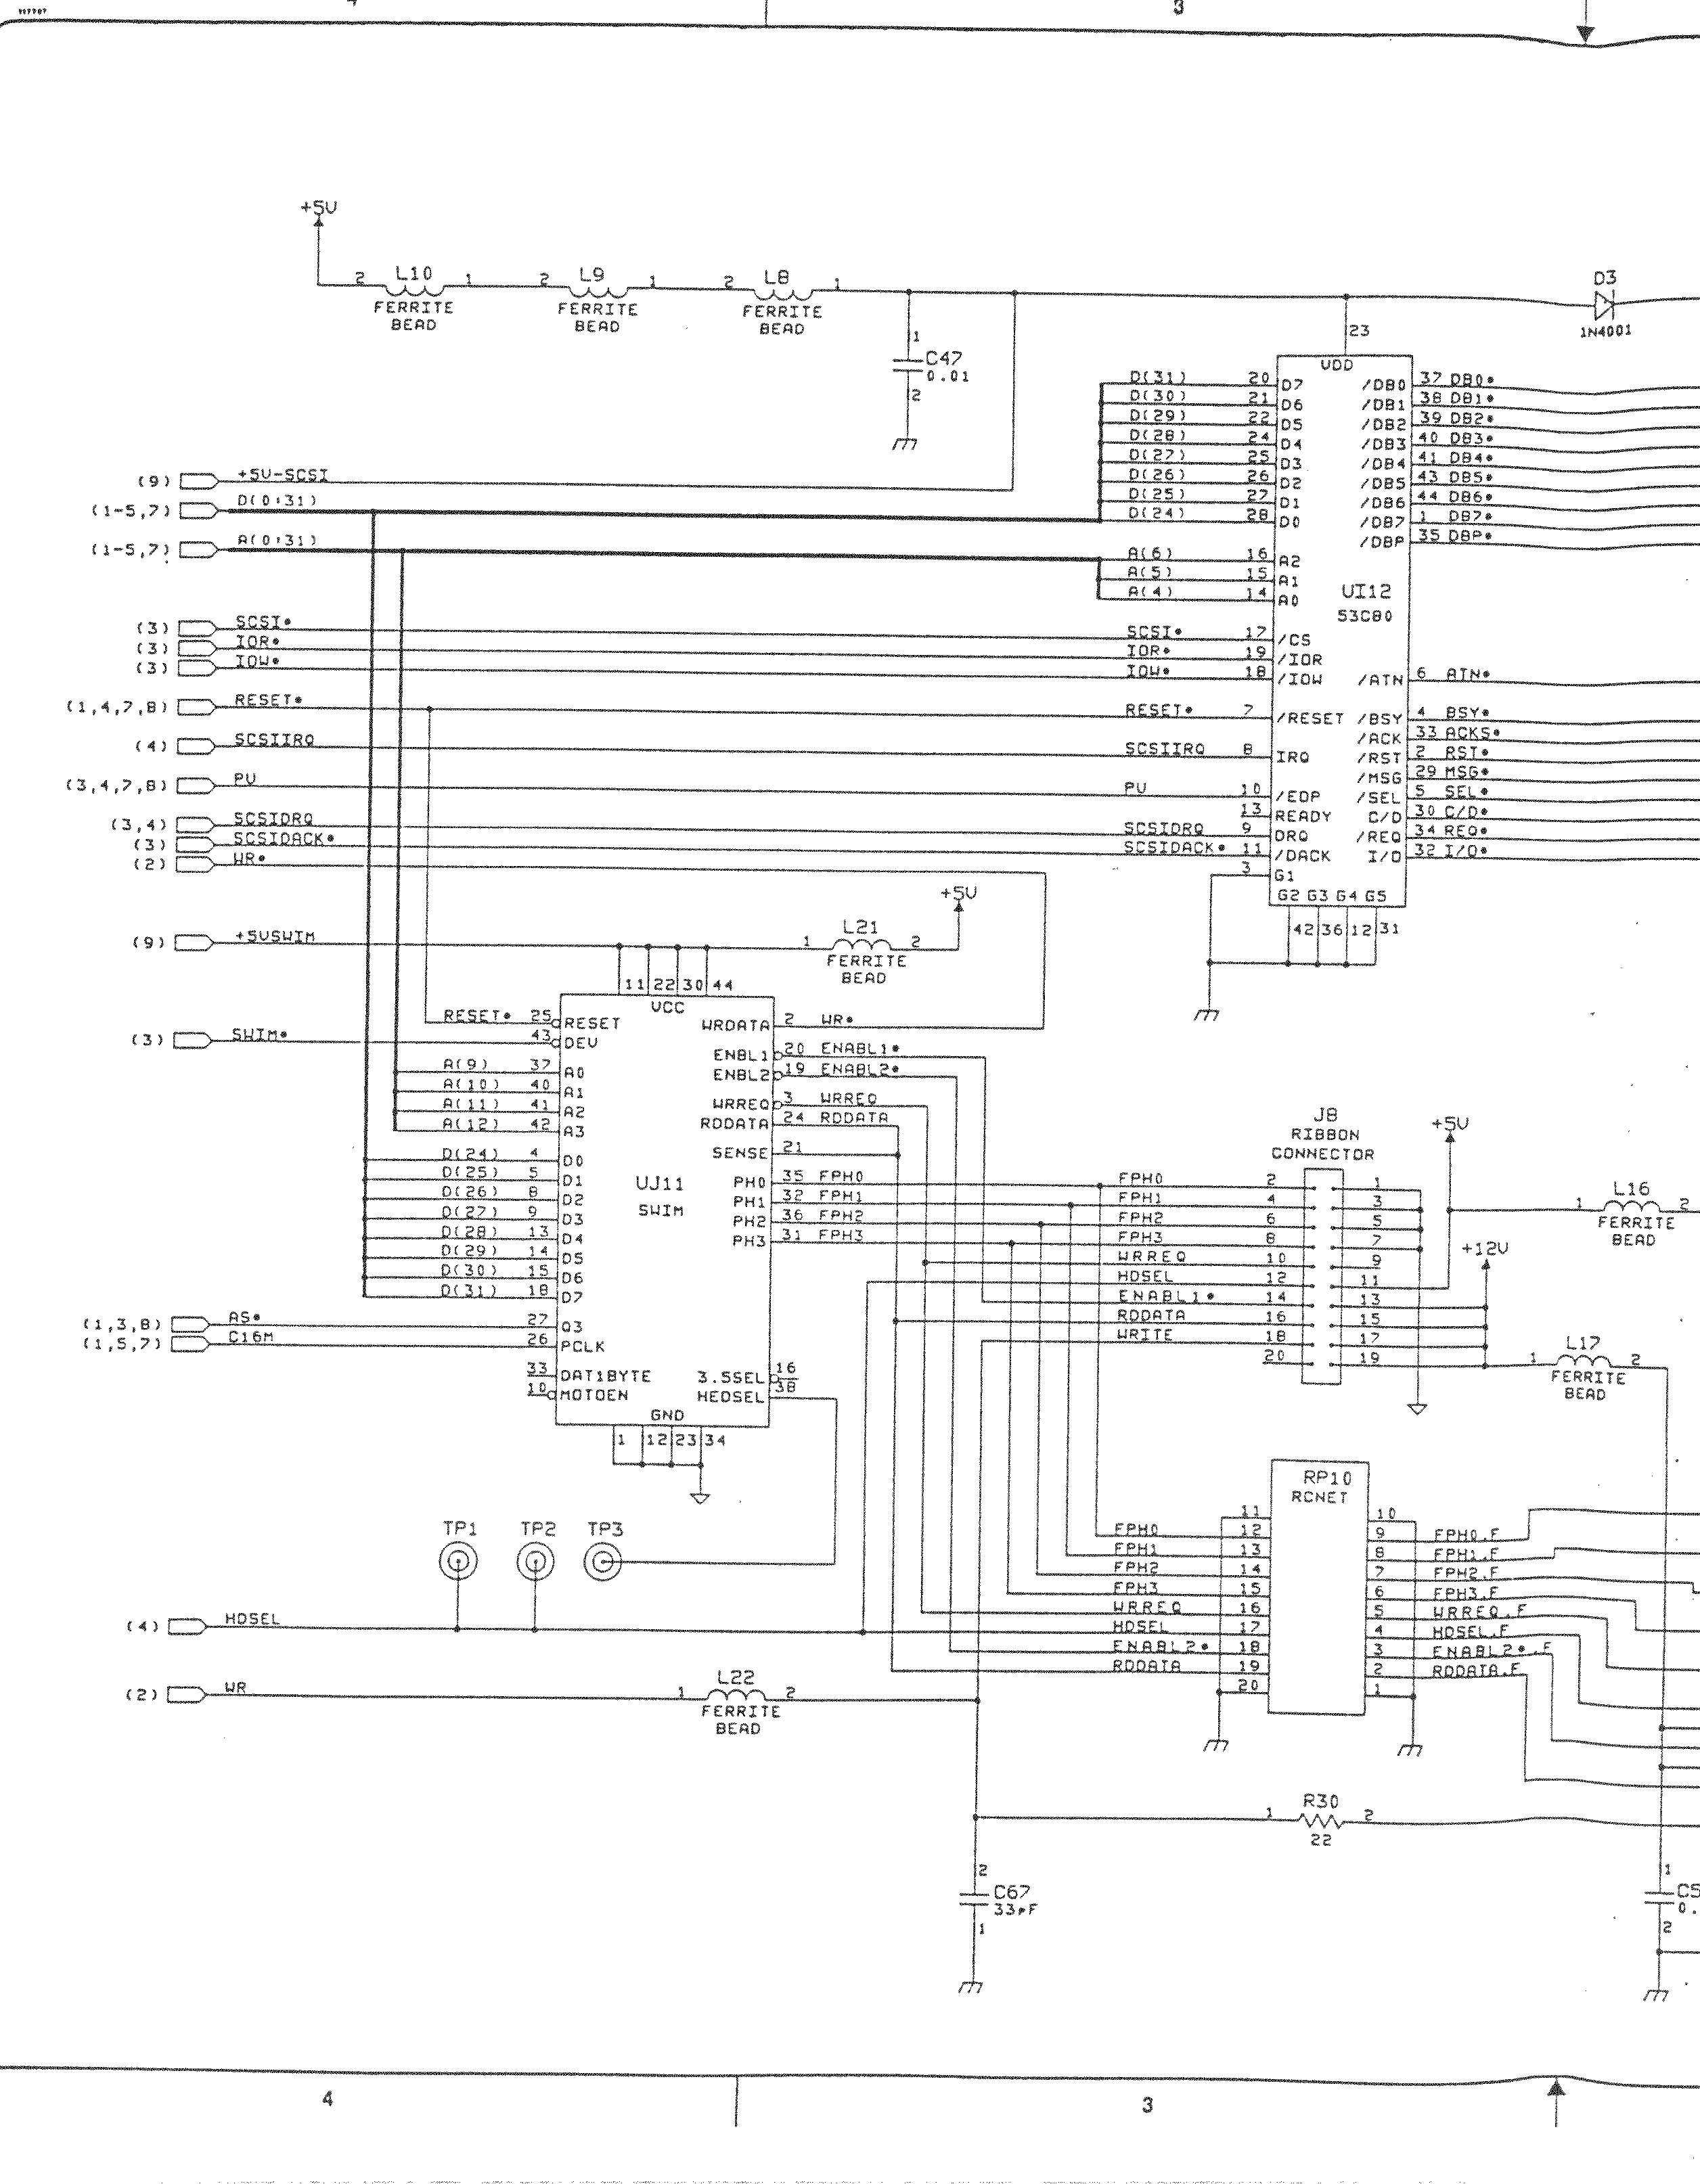 3
+5V
2 L10 1
FERRITE
BEAD
2 L9 1
FERRITE
BEAD
2 L8 1
FERRITE
BEAD
D3
1N4001
1
C47
0.01
2
23
VDD
D(31) 20 D7 /DB0 37 DB0*
D(30) 21 D6 /DB1 38 DB1*
D(29) 22 D5 /DB2 39 DB2*
D(28) 24 D4 /DB3 40 DB3*
D(27) 25 D3 /DB4 41 DB4*
D(26) 26 D2 /DB5 43 DB5*
D(25) 27 D1 /DB6 44 DB6*
D(24) 28 D0 /DB7 1 DB7*
/DBP 35 DBP*
(9) +5V-SCSI
(1-5,7) D(0:31)
(1-5,7) A(0:31)
A(6) 16 A2
A(5) 15 A1
A(4) 14 A0
UI12
53C80
(3) SCSI* SCSI* 17 /CS
(3) IOR* IOR* 19 /IOR
(3) IOW* IOW* 18 /IOW /ATN 6 ATN*
(1,4,7,8) RESET* RESET* 7 /RESET /BSY 4 BSY*
/ACK 33 ACKS*
(4) SCSIIRQ SCSIIRQ 8 IRQ /RST 2 RST*
/MSG 29 MSG*
(3,4,7,8) PU PU 10 /EOP /SEL 5 SEL*
13 READY C/D 30 C/D*
(3,4) SCSIDRQ SCSIDRQ 9 DRQ /REQ 34 REQ*
(3) SCSIDACK* SCSIDACK* 11 /DACK I/O 32 I/O*
(2) WR*
3 G1
G2 G3 G4 G5
42 36 12 31
+5V
(9) +5VSWIM
1 L21 2
FERRITE
BEAD
11 22 30 44
VCC
RESET* 25 RESET WRDATA 2 WR*
(3) SWIM* 43 DEV
ENBL1 20 ENABL1*
A(9) 37 A0 ENBL2 19 ENABL2*
A(10) 40 A1
A(11) 41 A2 WRREQ 3 WRREQ
A(12) 42 A3 RDDATA 24 RDDATA
SENSE 21
D(24) 4 D0
D(25) 5 D1 PH0 35 FPH0
D(26) 8 D2 PH1 32 FPH1
D(27) 9 D3 PH2 36 FPH2
D(28) 13 D4 PH3 31 FPH3
D(29) 14 D5
D(30) 15 D6
D(31) 18 D7
UJ11
SWIM
(1,3,8) AS* 27 Q3
(1,5,7) C16M 26 PCLK
33 DAT1BYTE 3.5SEL 16
10 MOTOEN HEDSEL 38
GND
1 12 23 34
J8
RIBBON
CONNECTOR
+5V
FPH0 2 1
FPH1 4 3
FPH2 6 5
FPH3 8 7
WRREQ 10 9
HDSEL 12 11
ENABL1* 14 13
RDDATA 16 15
WRITE 18 17
20 19
+12V
1 L16 2
FERRITE
BEAD
1 L17 2
FERRITE
BEAD
RP10
RCNET
11 10
FPH0 12 9 FPH0.F
FPH1 13 8 FPH1.F
FPH2 14 7 FPH2.F
FPH3 15 6 FPH3.F
WRREQ 16 5 WRREQ.F
HDSEL 17 4 HDSEL.F
ENABL2* 18 3 ENABL2*.F
RDDATA 19 2 RDDATA.F
20 1
TP1 TP2 TP3
(4) HDSEL
(2) WR
1 L22 2
FERRITE
BEAD
1 R30 2
22
2
C67
33pF
1
1
C5
0.
2
4 3